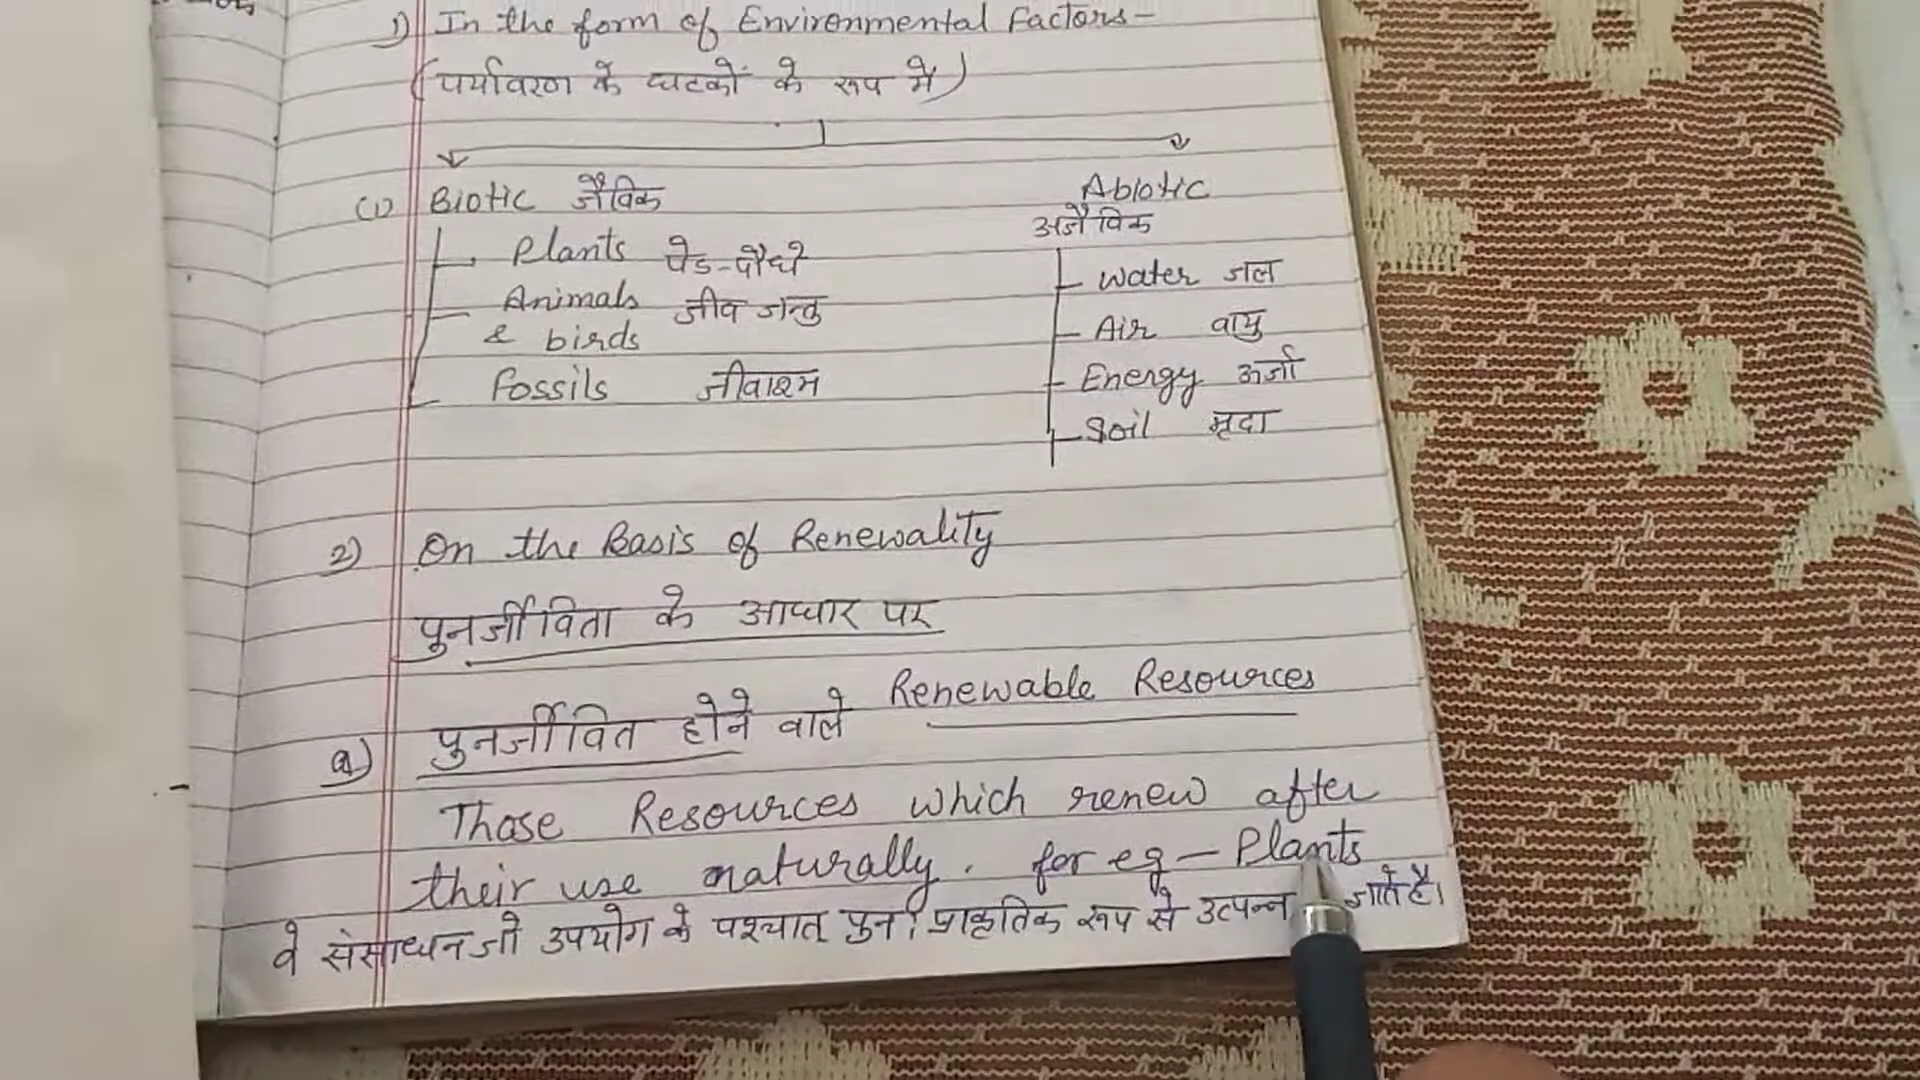 1) In the form of Environmental Factors-
(पर्यावरण के घटकों के रूप में)
(1) Biotic जैविक
Abiotic
अजैविक
Plants पेड-पौधे
Animals जीव जन्तु
& birds
Fossils जीवाश्म
Water जल
Air वायु
Energy ऊर्जा
Soil मृदा
2) On the Basis of Renewality
पुनर्जीविता के आधार पर
a) पुनर्जीवित होने वाले Renewable Resources
Those Resources which renew after
their use naturally. for eg - Plants
वे संसाधन जो उपयोग के पश्चात् पुनः प्राकृतिक रूप से उत्पन्न जाते है।